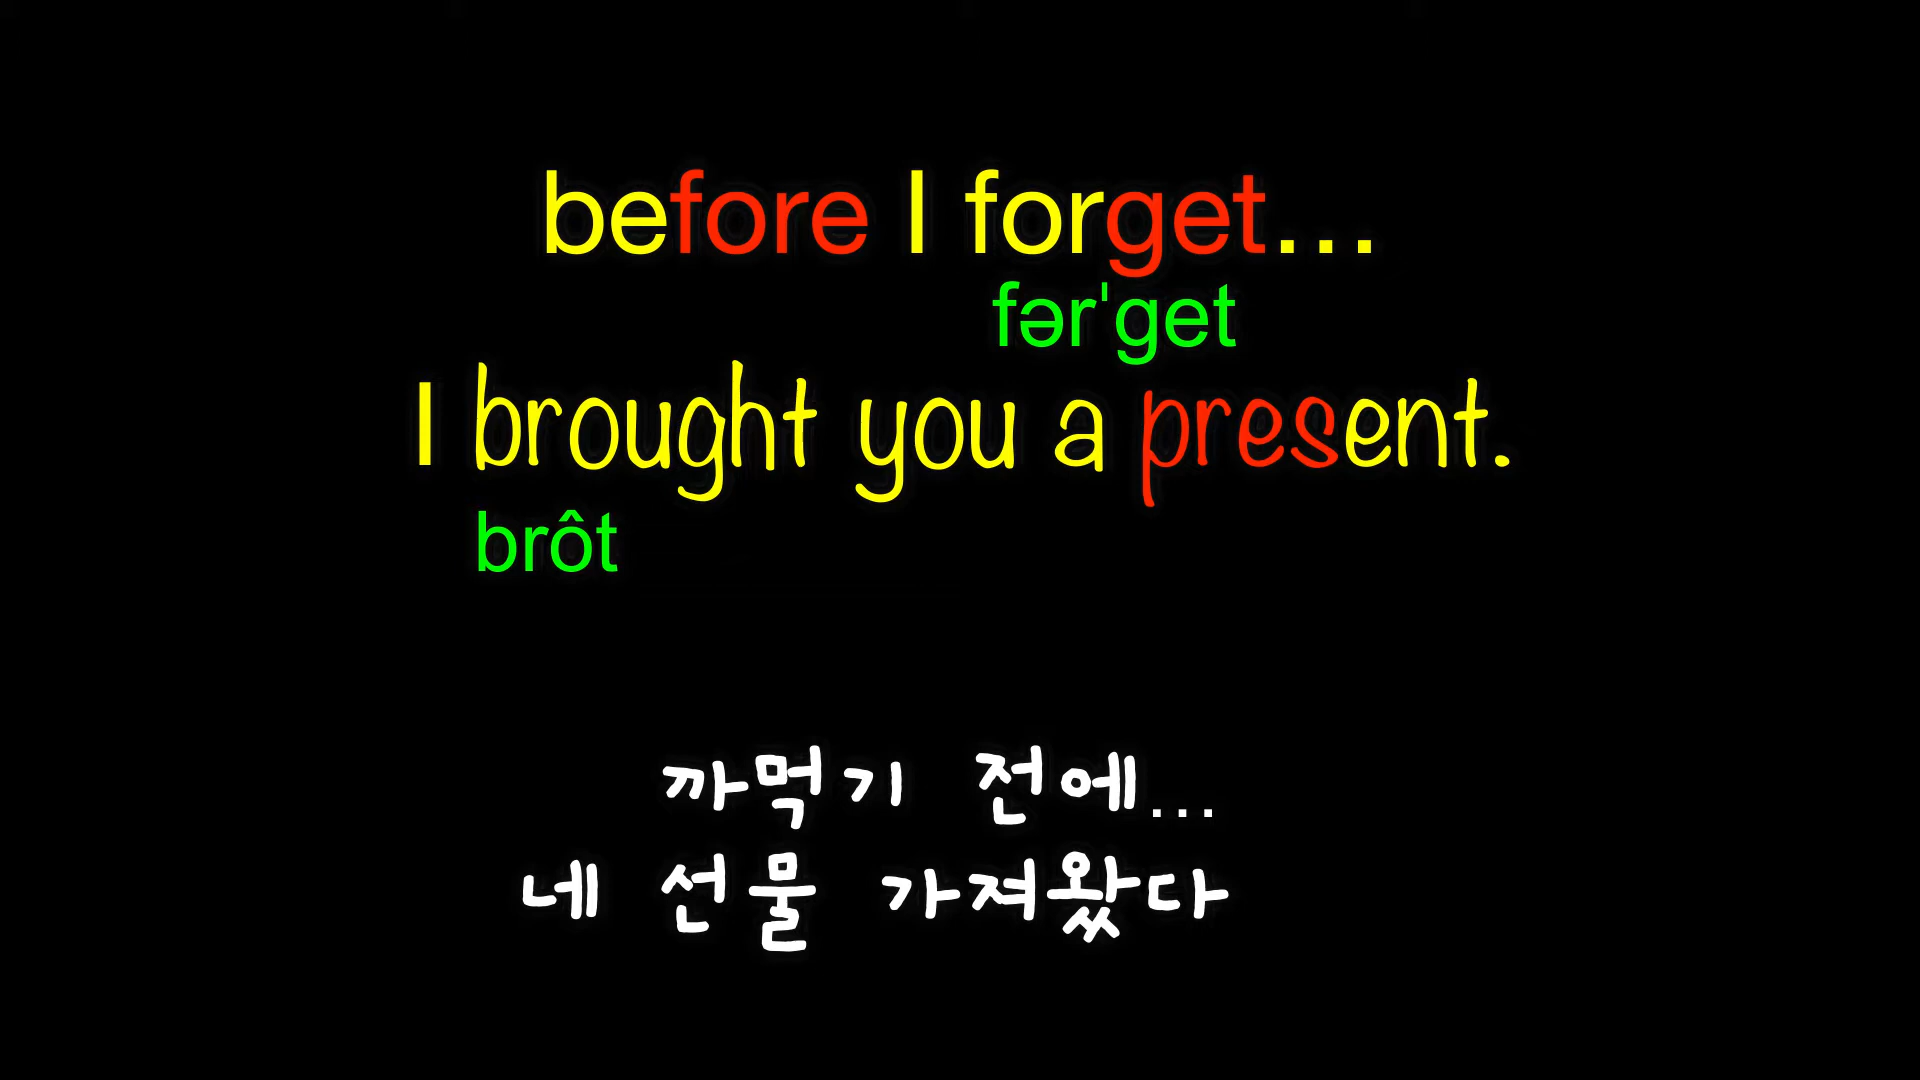 before I forget...
fər'get
I brought you a present.
brôt
까먹기 전에...
네 선물 가져왔다